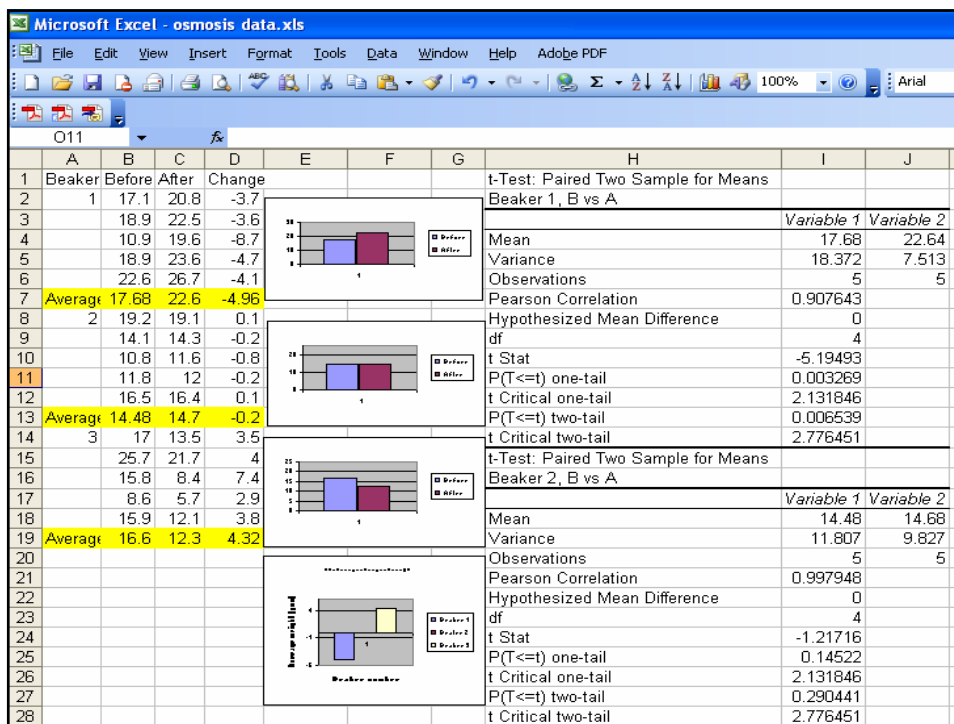 Microsoft Excel - osmosis data.xls
File Edit View Insert Format Tools Data Window Help Adobe PDF
100% Arial
O11 fx
A B C D E F G H I J
1 Beaker Before After Change t-Test: Paired Two Sample for Means
2 1 17.1 20.8 -3.7 Beaker 1, B vs A
3 18.9 22.5 -3.6 Variable 1 Variable 2
4 10.9 19.6 -8.7 Mean 17.68 22.64
5 18.9 23.6 -4.7 Variance 18.372 7.513
6 22.6 26.7 -4.1 Observations 5 5
7 Average 17.68 22.6 -4.96 Pearson Correlation 0.907643
8 2 19.2 19.1 0.1 Hypothesized Mean Difference 0
9 14.1 14.3 -0.2 df 4
10 10.8 11.6 -0.8 t Stat -5.19493
11 11.8 12 -0.2 P(T<=t) one-tail 0.003269
12 16.5 16.4 0.1 t Critical one-tail 2.131846
13 Average 14.48 14.7 -0.2 P(T<=t) two-tail 0.006539
14 3 17 13.5 3.5 t Critical two-tail 2.776451
15 25.7 21.7 4 t-Test: Paired Two Sample for Means
16 15.8 8.4 7.4 Beaker 2, B vs A
17 8.6 5.7 2.9 Variable 1 Variable 2
18 15.9 12.1 3.8 Mean 14.48 14.68
19 Average 16.6 12.3 4.32 Variance 11.807 9.827
20 Observations 5 5
21 Pearson Correlation 0.997948
22 Hypothesized Mean Difference 0
23 df 4
24 t Stat -1.21716
25 P(T<=t) one-tail 0.14522
26 t Critical one-tail 2.131846
27 P(T<=t) two-tail 0.290441
28 t Critical two-tail 2.776451
Before
After
Before
After
Before
After
Beaker 1
Beaker 2
Beaker 3
Beaker number